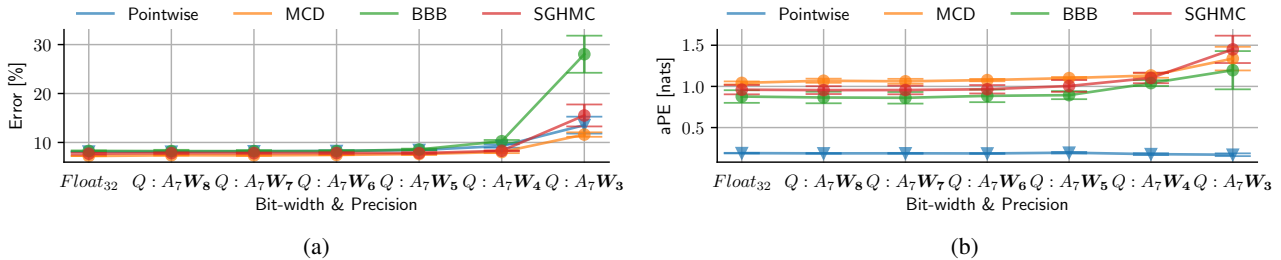 Pointwise MCD BBB SGHMC
Error [%]
30
20
10
Float32 Q : A7W8 Q : A7W7 Q : A7W6 Q : A7W5 Q : A7W4 Q : A7W3
Bit-width & Precision
(a)
Pointwise MCD BBB SGHMC
aPE [nats]
1.5
1.0
0.5
Float32 Q : A7W8 Q : A7W7 Q : A7W6 Q : A7W5 Q : A7W4 Q : A7W3
Bit-width & Precision
(b)